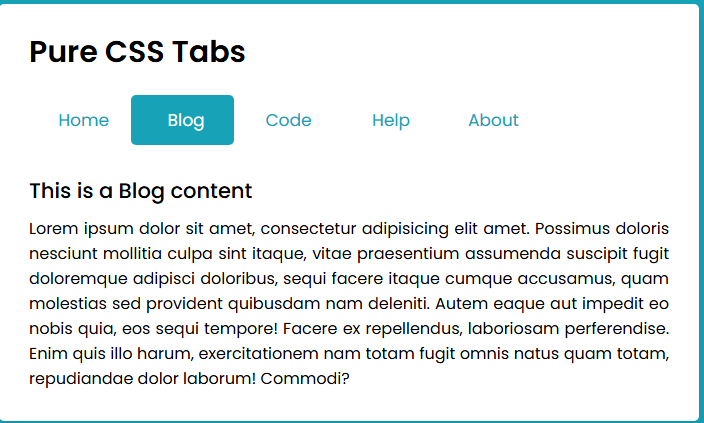 Pure CSS Tabs
Home Blog Code Help About
This is a Blog content
Lorem ipsum dolor sit amet, consectetur adipisicing elit amet. Possimus doloris
nesciunt mollitia culpa sint itaque, vitae praesentium assumenda suscipit fugit
doloremque adipisci doloribus, sequi facere itaque cumque accusamus, quam
molestias sed provident quibusdam nam deleniti. Autem eaque aut impedit eo
nobis quia, eos sequi tempore! Facere ex repellendus, laboriosam perferendise.
Enim quis illo harum, exercitationem nam totam fugit omnis natus quam totam,
repudiandae dolor laborum! Commodi?